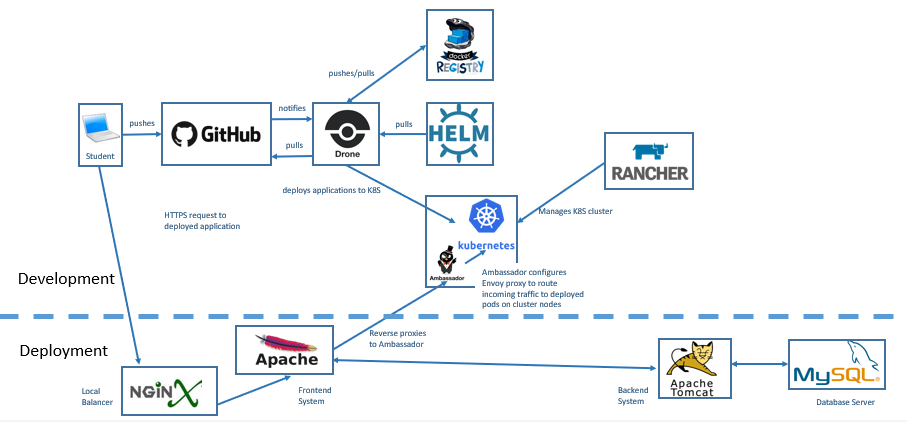 docker
REGISTRY
pushes/pulls
pushes
GitHub
notifies
pulls
Drone
pulls
HELM
Student
deploys applications to K8S
RANCHER
HTTPS request to
deployed application
Manages K8S cluster
kubernetes
Ambassador
Ambassador configures
Envoy proxy to route
incoming traffic to deployed
pods on cluster nodes
Development
Deployment
Reverse proxies
to Ambassador
Apache
Frontend
System
Local
Balancer
NGiNX
Backend
System
Apache
Tomcat
MySQL®
Database Server